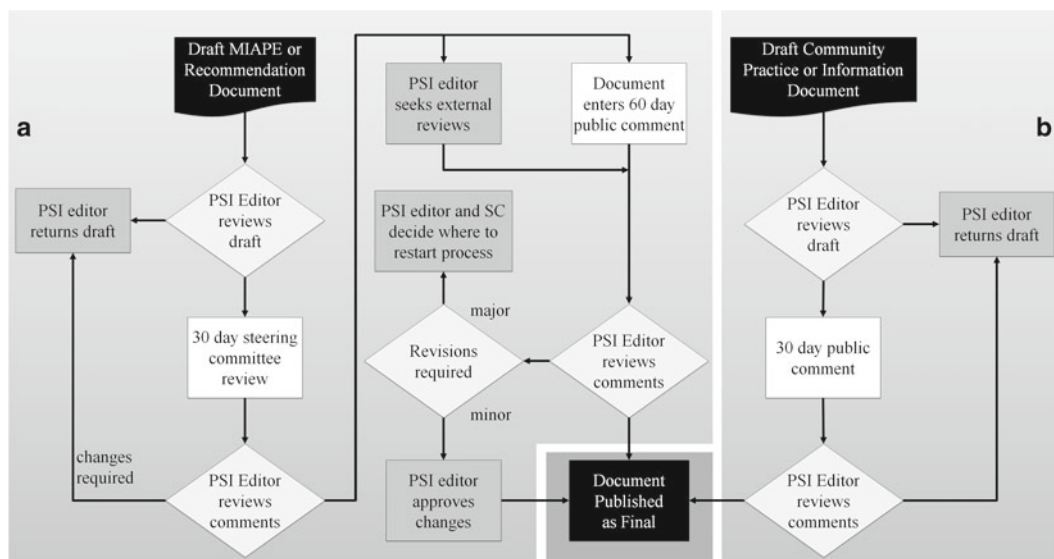 a
Draft MIAPE or
Recommendation
Document
PSI Editor
reviews
draft
PSI editor
returns draft
30 day steering
committee
review
changes
required
PSI Editor
reviews
comments
PSI editor
seeks external
reviews
Document
enters 60 day
public comment
PSI editor and SC
decide where to
restart process
major
Revisions
required
minor
PSI Editor
reviews
comments
PSI editor
approves
changes
Document
Published
as Final
b
Draft Community
Practice or Information
Document
PSI Editor
reviews
draft
PSI editor
returns draft
30 day public
comment
PSI Editor
reviews
comments